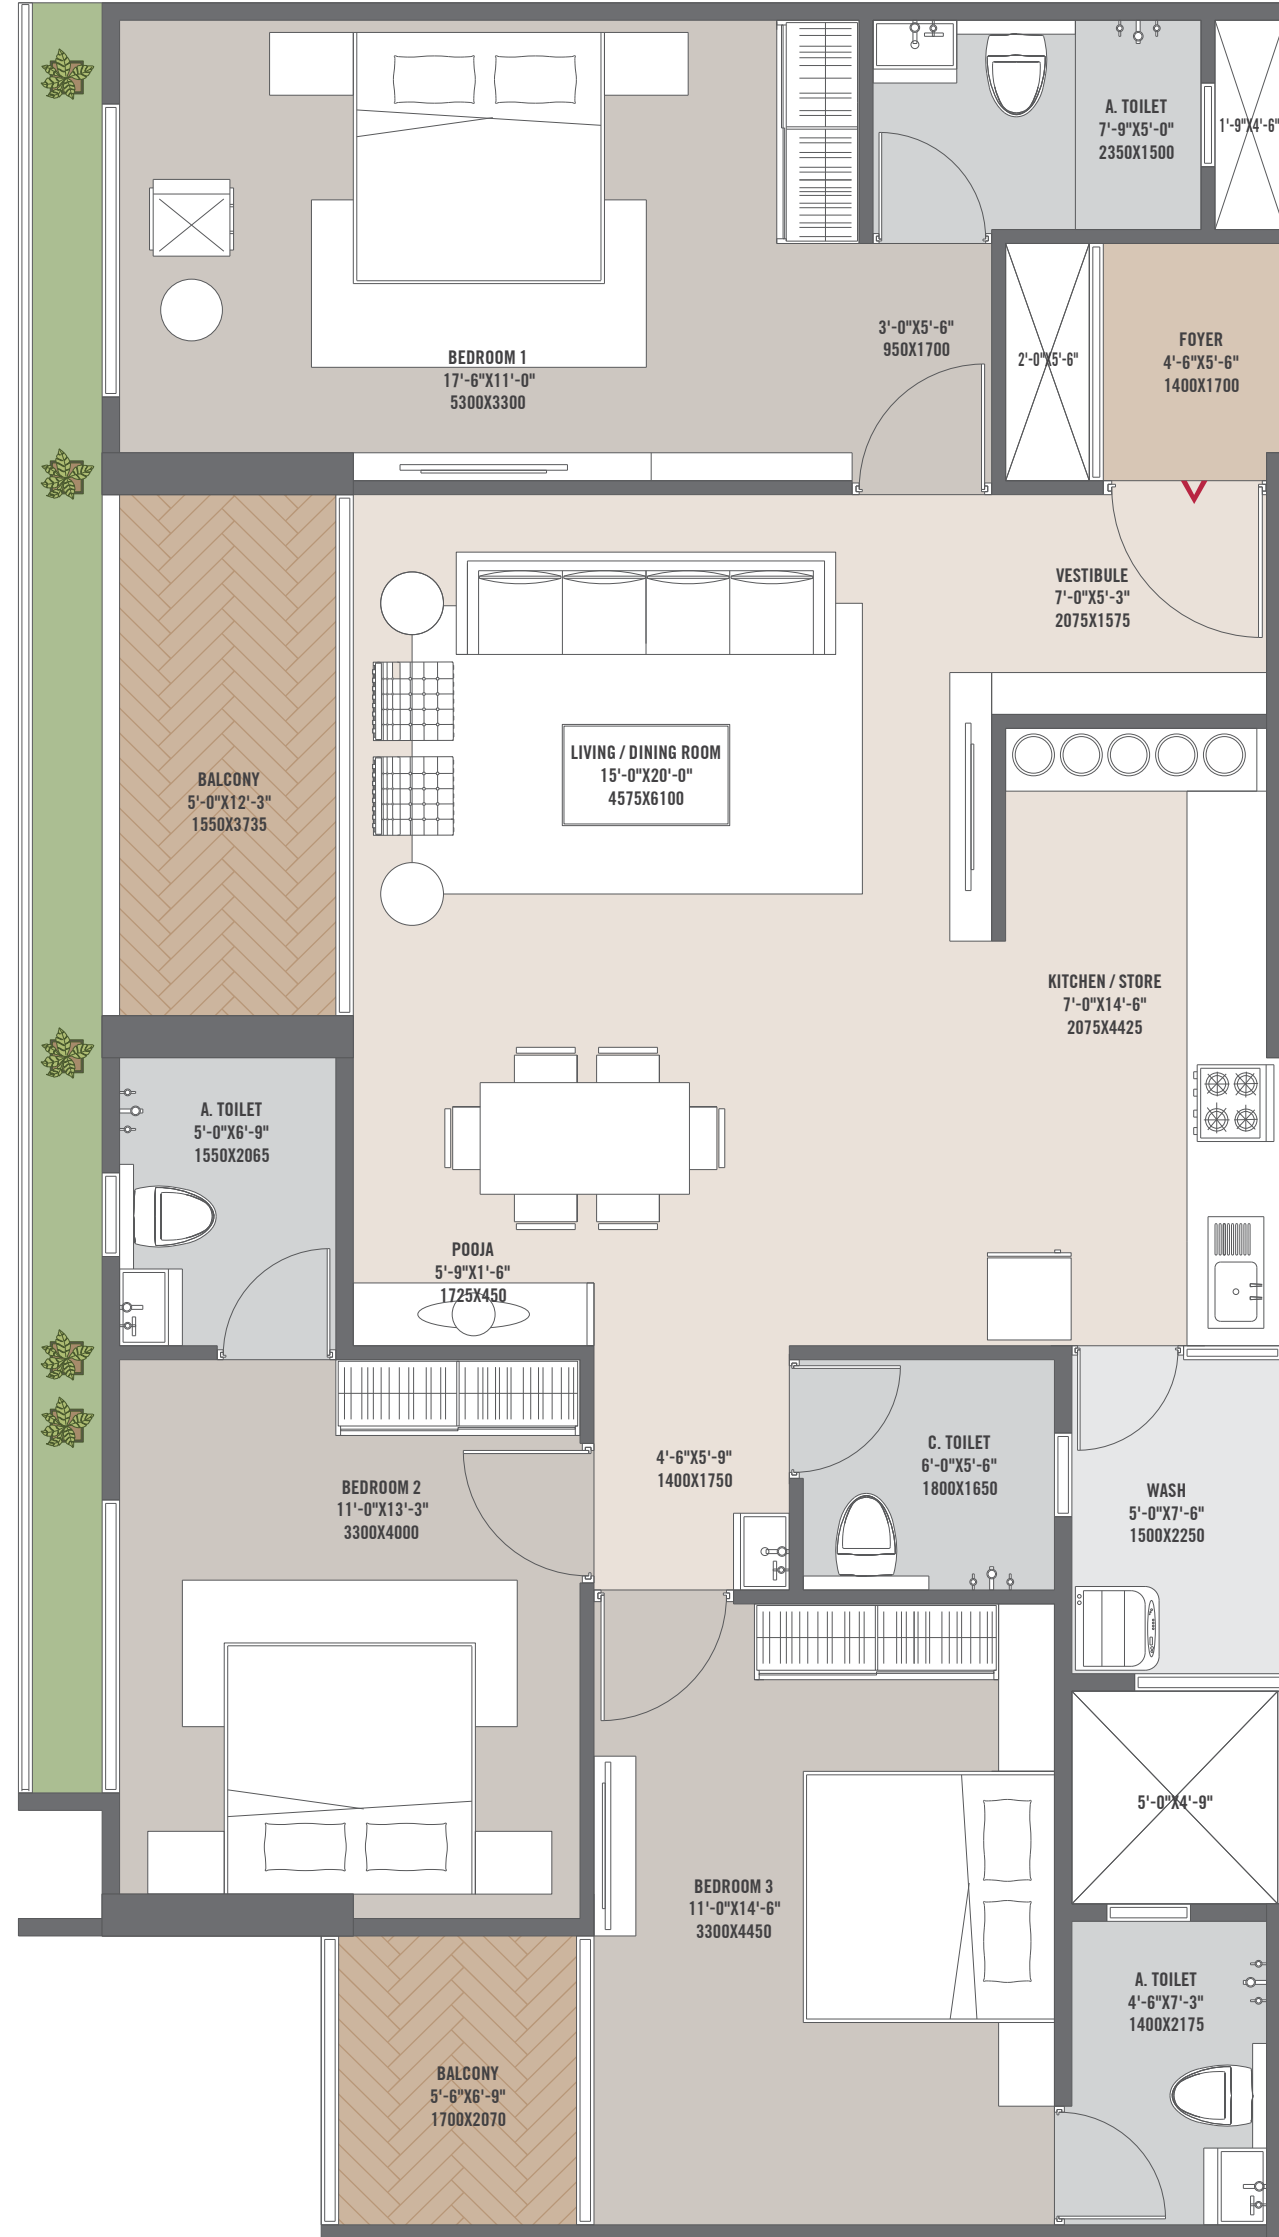 A. TOILET
7'-9"X5'-0"
2350X1500
1'-9"X4'-6"
3'-0"X5'-6"
950X1700
2'-0"X5'-6"
FOYER
4'-6"X5'-6"
1400X1700
BEDROOM 1
17'-6"X11'-0"
5300X3300
VESTIBULE
7'-0"X5'-3"
2075X1575
LIVING / DINING ROOM
15'-0"X20'-0"
4575X6100
BALCONY
5'-0"X12'-3"
1550X3735
KITCHEN / STORE
7'-0"X14'-6"
2075X4425
A. TOILET
5'-0"X6'-9"
1550X2065
POOJA
5'-9"X1'-6"
1725X450
BEDROOM 2
11'-0"X13'-3"
3300X4000
4'-6"X5'-9"
1400X1750
C. TOILET
6'-0"X5'-6"
1800X1650
WASH
5'-0"X7'-6"
1500X2250
5'-0"X4'-9"
BEDROOM 3
11'-0"X14'-6"
3300X4450
A. TOILET
4'-6"X7'-3"
1400X2175
BALCONY
5'-6"X6'-9"
1700X2070